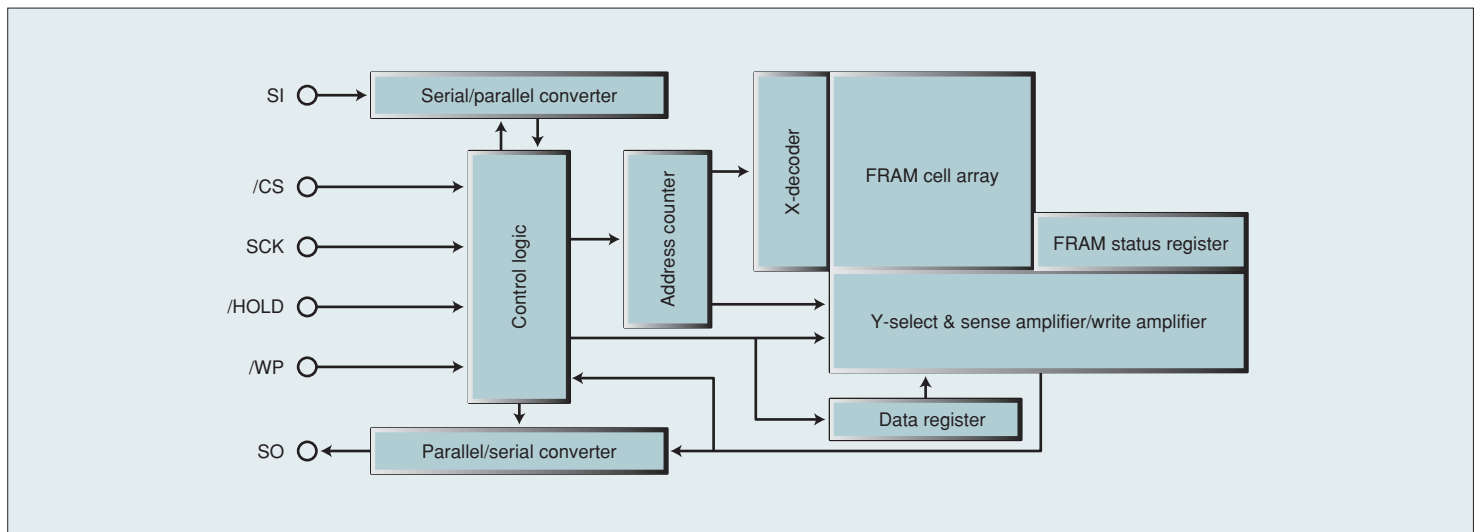 SI
Serial/parallel converter
/CS
SCK
/HOLD
/WP
SO
Control logic
Address counter
X-decoder
FRAM cell array
FRAM status register
Y-select & sense amplifier/write amplifier
Data register
Parallel/serial converter